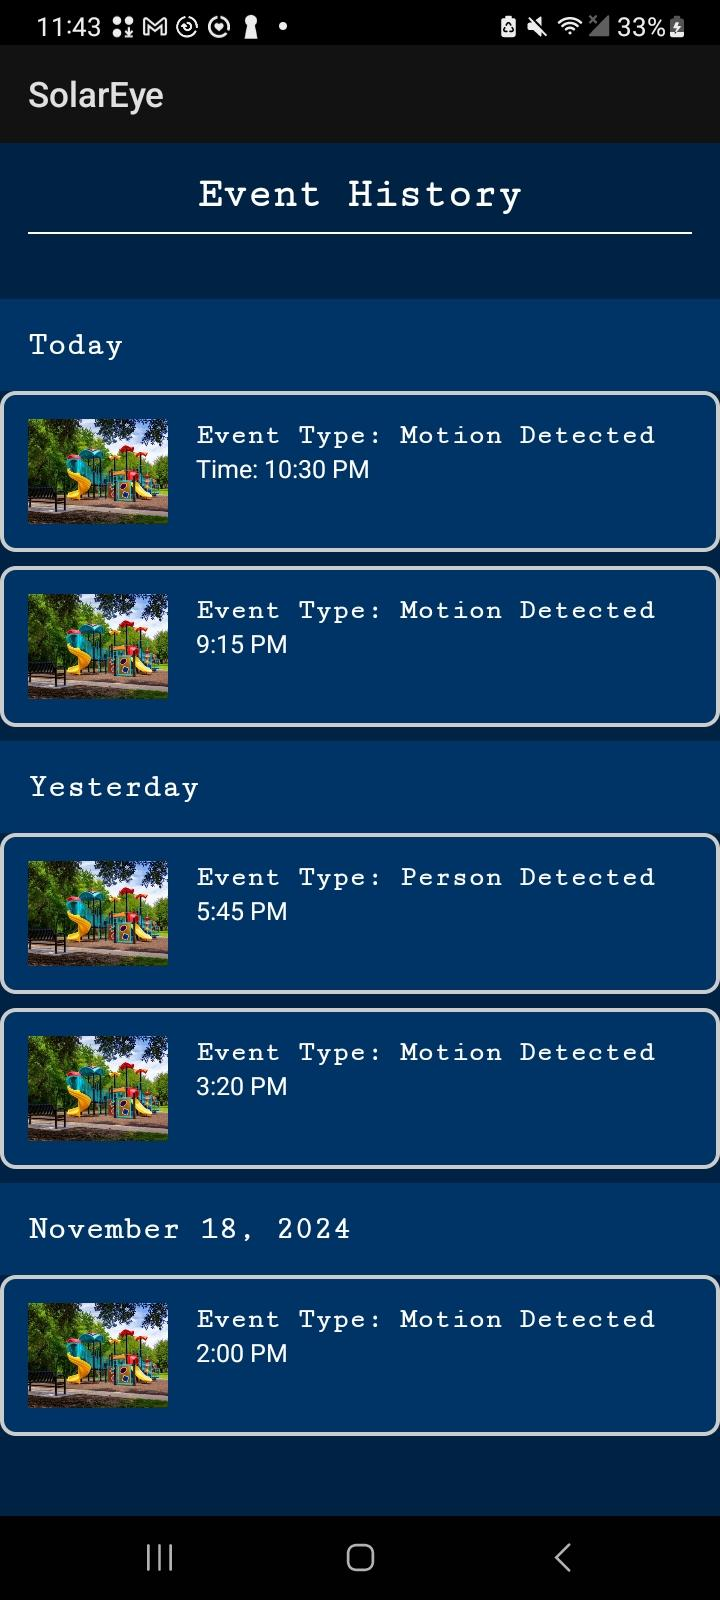 11:43
33%
SolarEye
Event History
Today
Event Type: Motion Detected
Time: 10:30 PM
Event Type: Motion Detected
9:15 PM
Yesterday
Event Type: Person Detected
5:45 PM
Event Type: Motion Detected
3:20 PM
November 18, 2024
Event Type: Motion Detected
2:00 PM